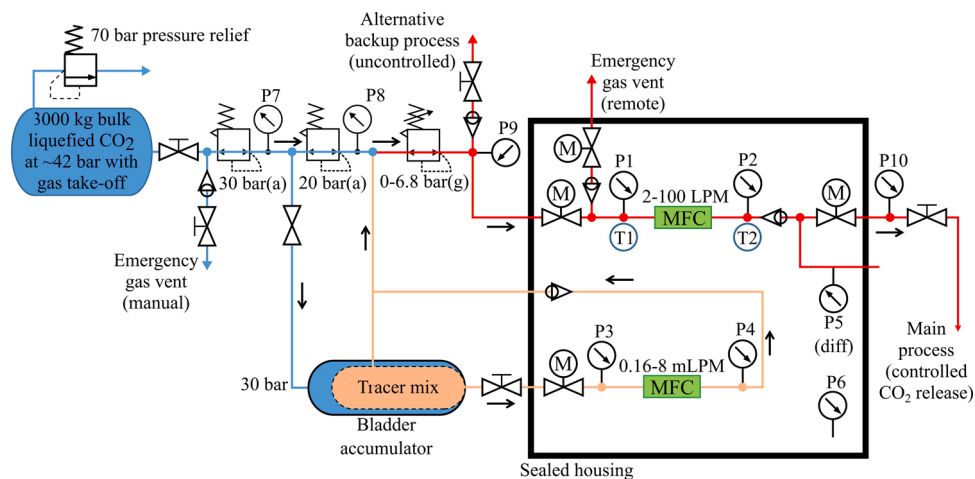 70 bar pressure relief
3000 kg bulk
liquefied CO2
at ~42 bar with
gas take-off
P7
P8
30 bar(a)
20 bar(a)
0-6.8 bar(g)
Alternative
backup process
(uncontrolled)
P9
Emergency
gas vent
(manual)
Emergency
gas vent
(remote)
M
M
P1
2-100 LPM
MFC
T1
P2
T2
M
P10
P5
(diff)
P6
Main
process
(controlled
CO2 release)
30 bar
Tracer mix
Bladder
accumulator
M
P3
0.16-8 mLPM
MFC
P4
Sealed housing